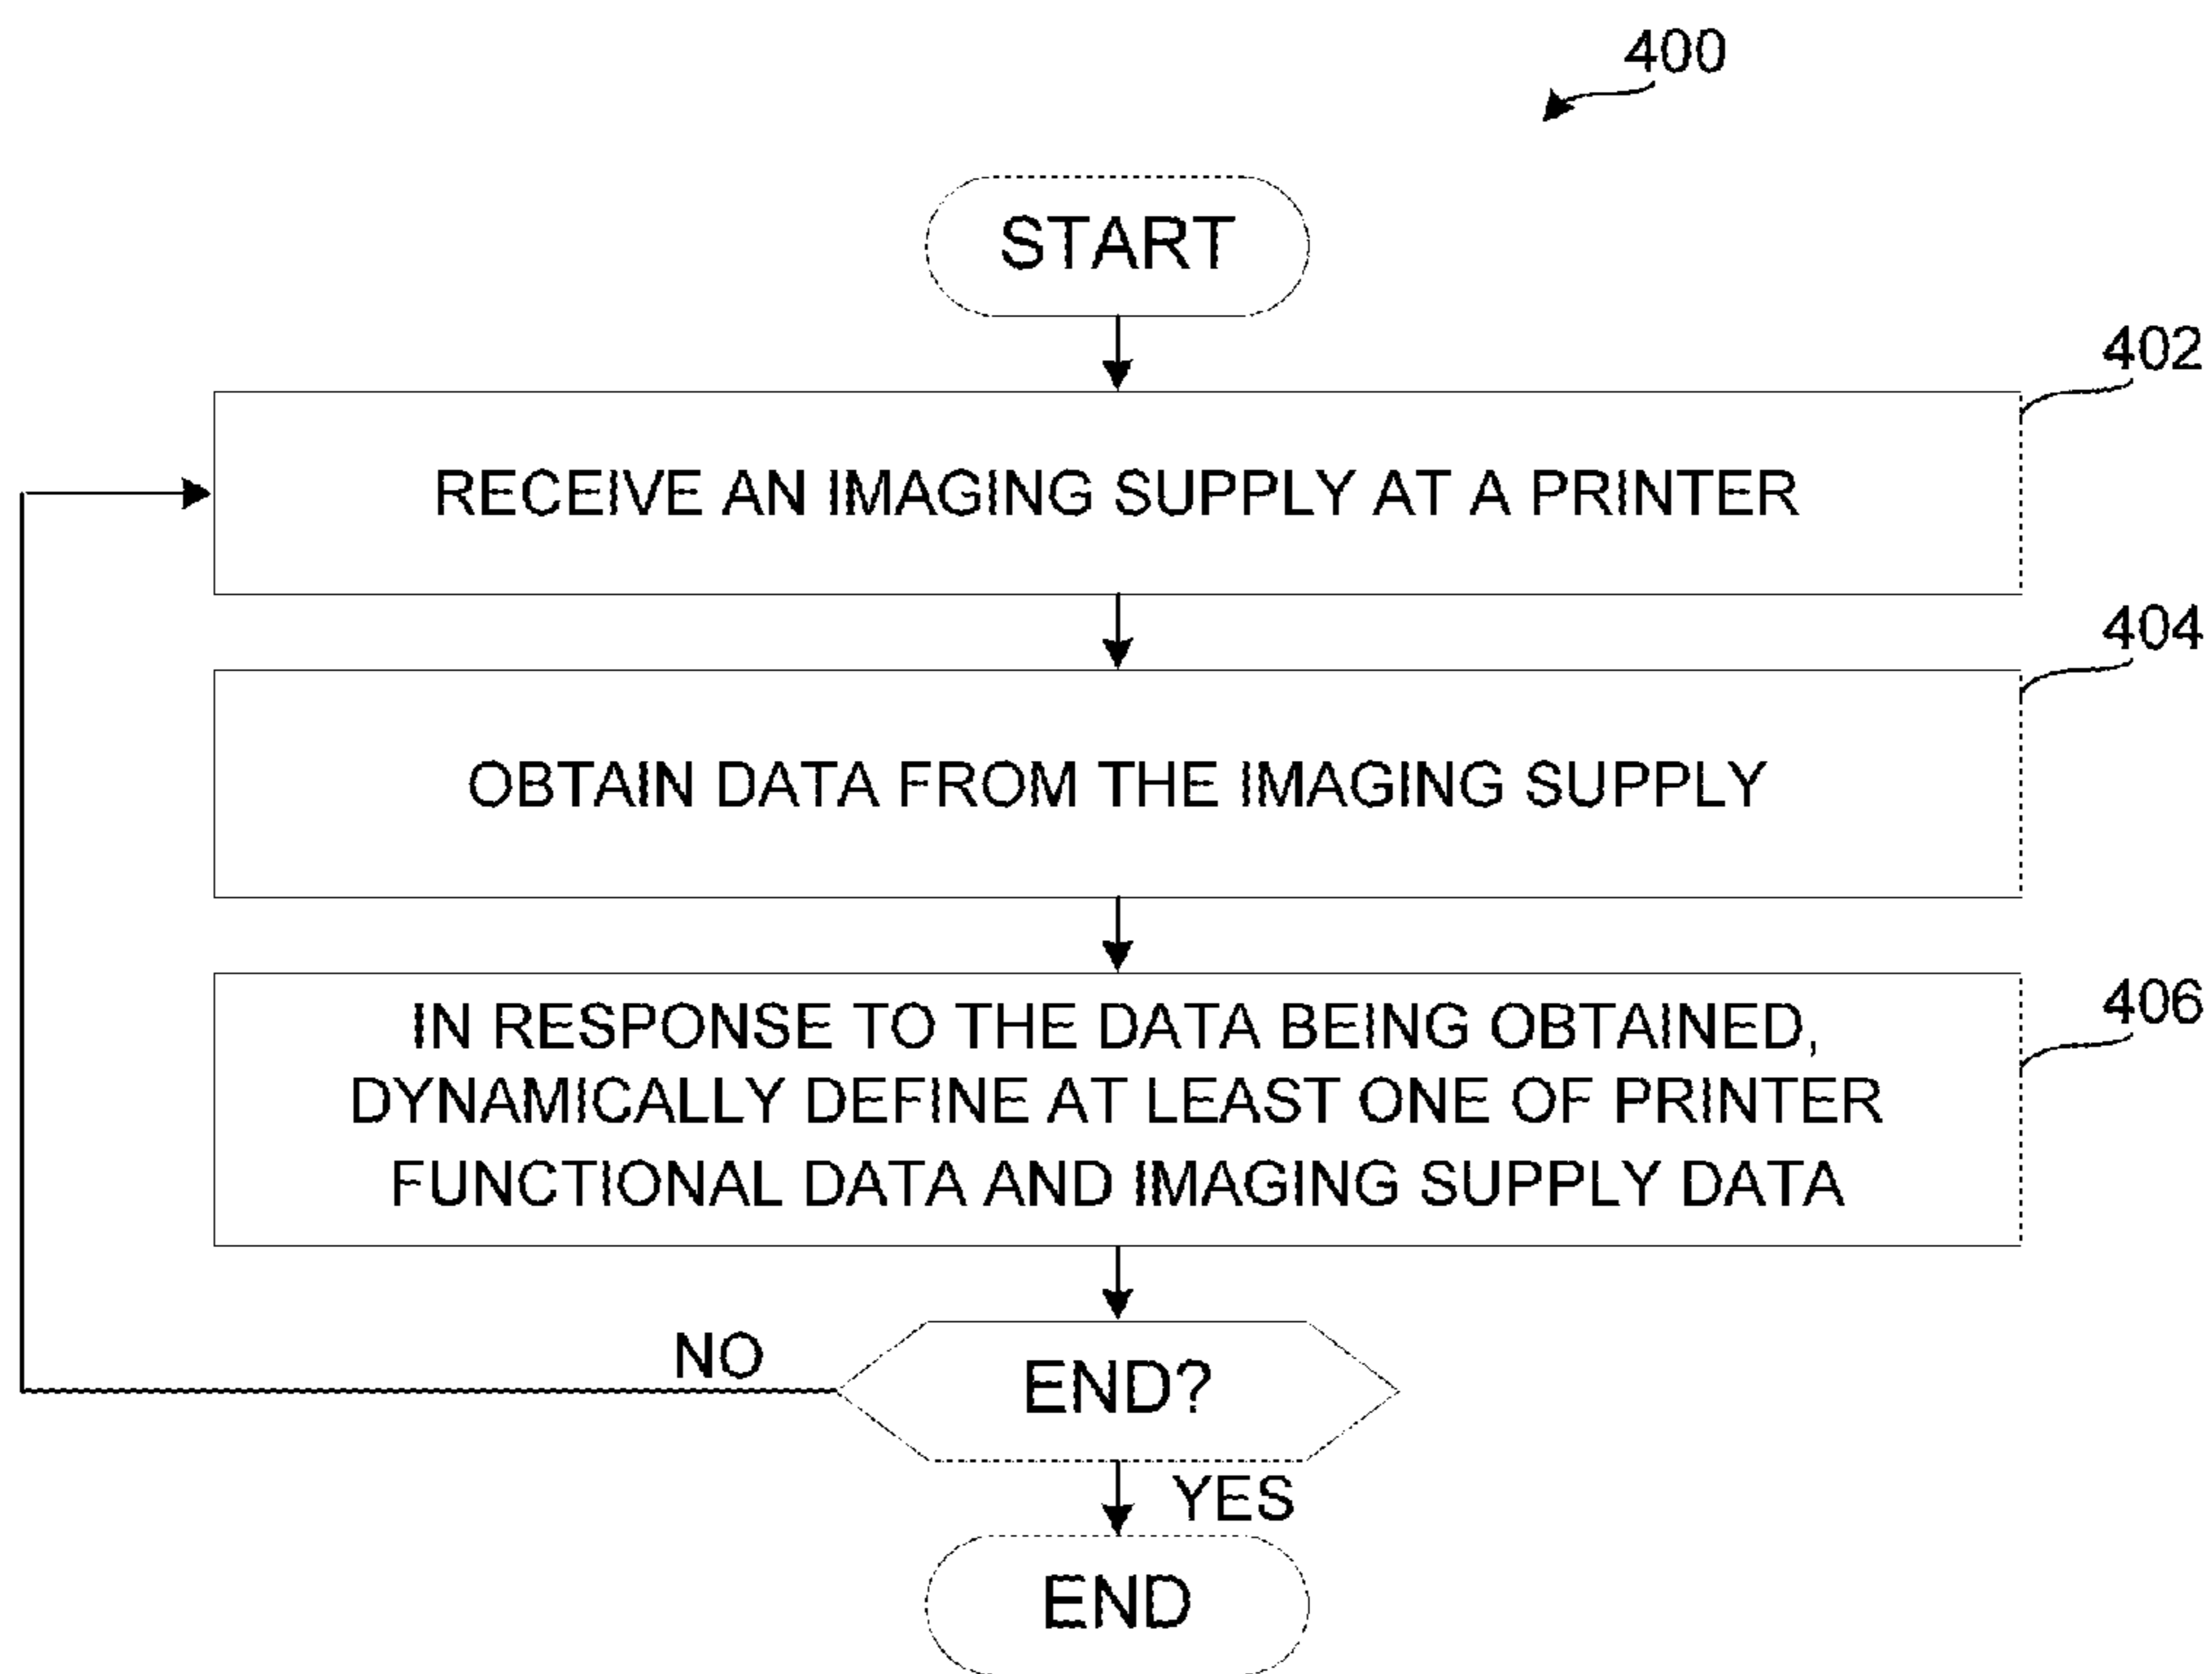 400
START
402
RECEIVE AN IMAGING SUPPLY AT A PRINTER
404
OBTAIN DATA FROM THE IMAGING SUPPLY
406
IN RESPONSE TO THE DATA BEING OBTAINED,
DYNAMICALLY DEFINE AT LEAST ONE OF PRINTER
FUNCTIONAL DATA AND IMAGING SUPPLY DATA
NO
END?
YES
END